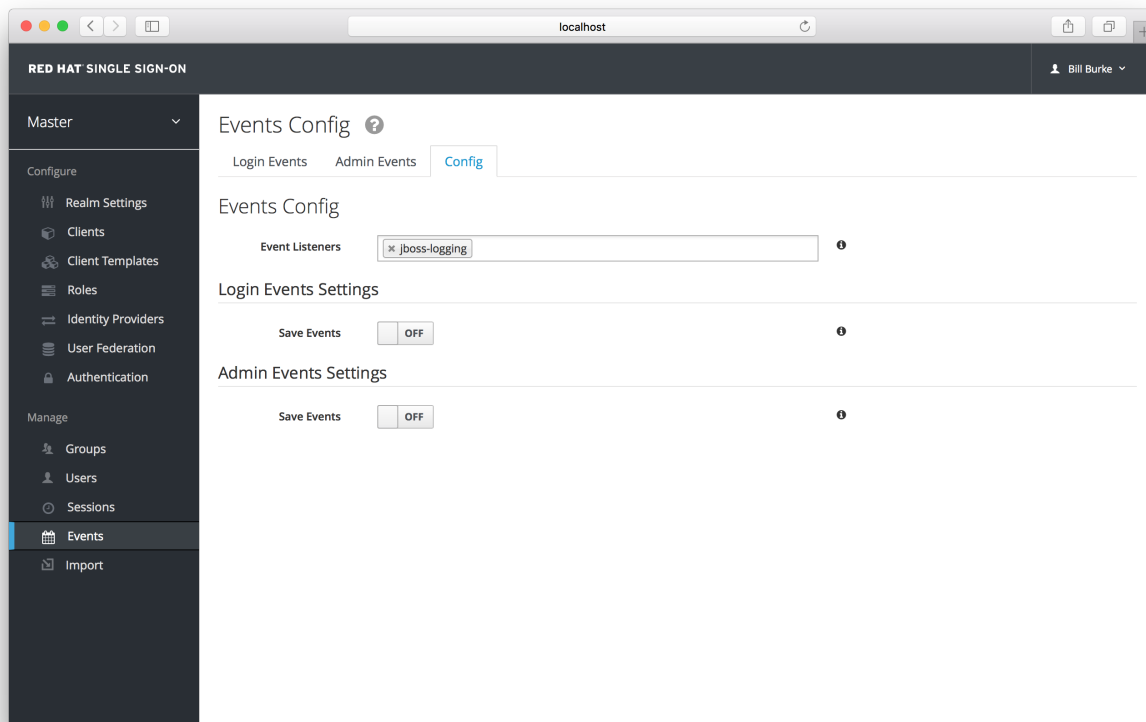 localhost
RED HAT SINGLE SIGN-ON
Bill Burke
Master
Configure
Realm Settings
Clients
Client Templates
Roles
Identity Providers
User Federation
Authentication
Manage
Groups
Users
Sessions
Events
Import
Events Config
Login Events Admin Events Config
Events Config
Event Listeners × jboss-logging
Login Events Settings
Save Events OFF
Admin Events Settings
Save Events OFF